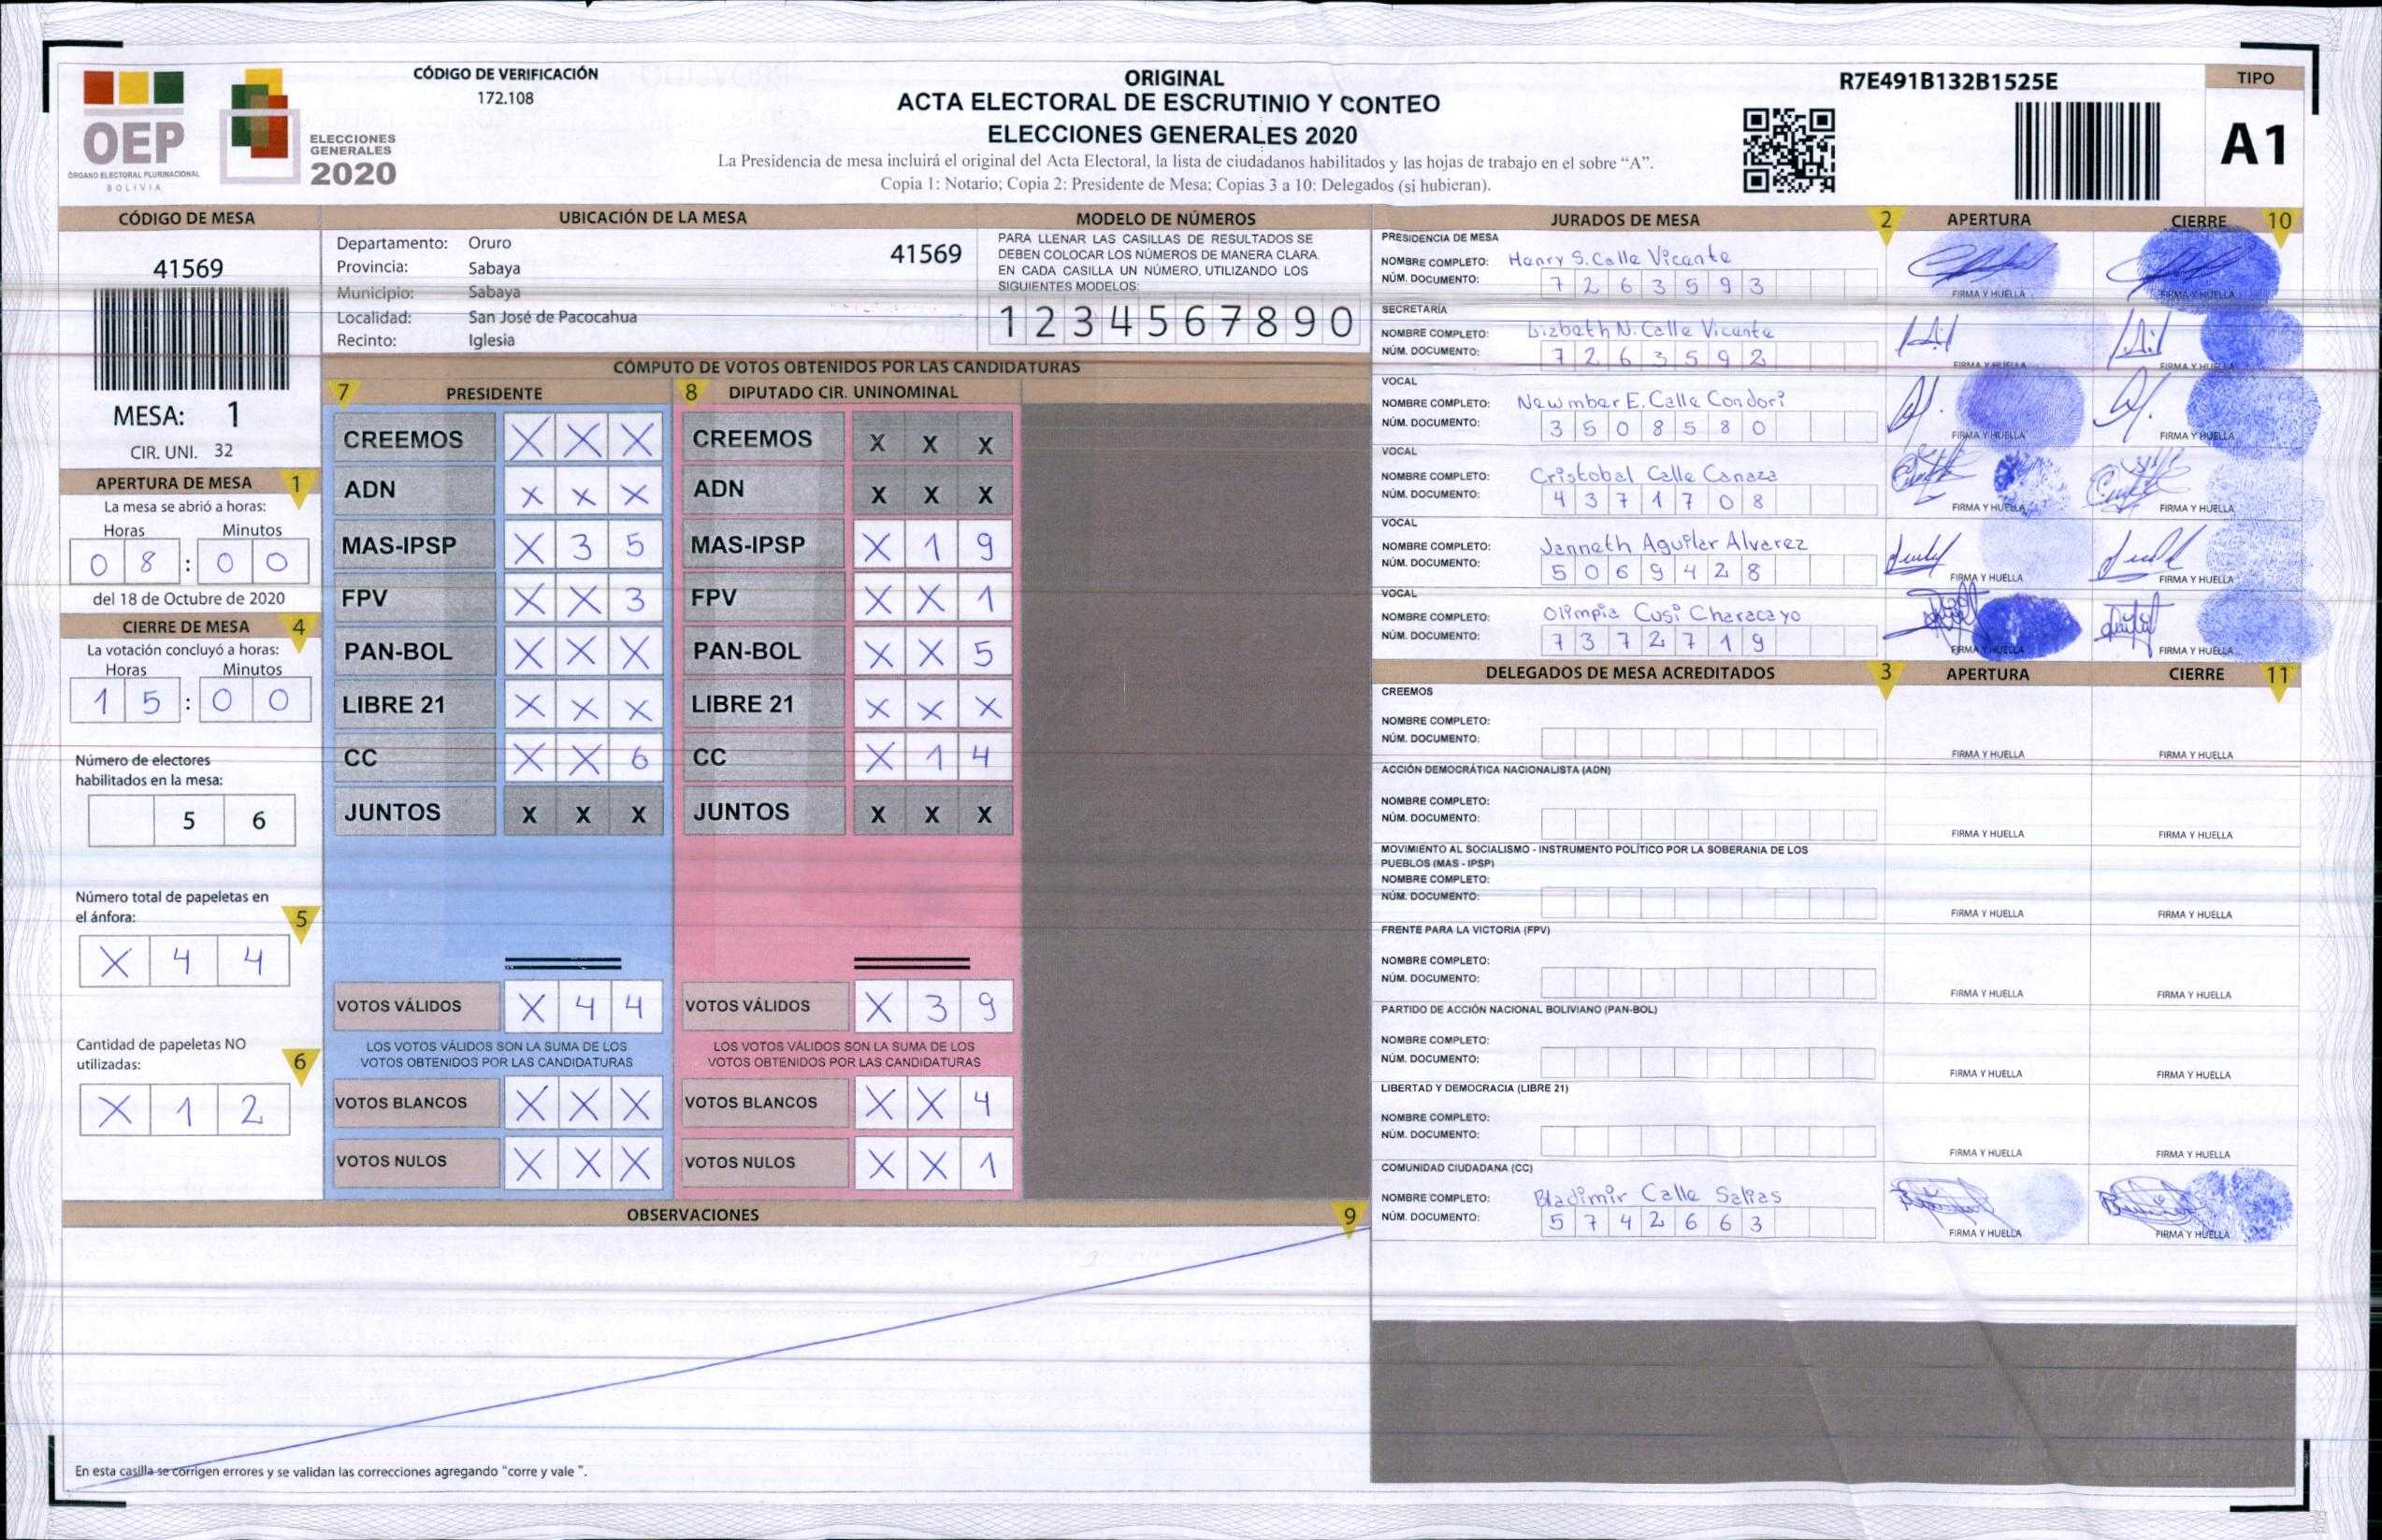 CÓDIGO DE VERIFICACIÓN
172.108
OEP
ÓRGANO ELECTORAL PLURINACIONAL
BOLIVIA
ELECCIONES
GENERALES
2020
ORIGINAL
ACTA ELECTORAL DE ESCRUTINIO Y CONTEO
ELECCIONES GENERALES 2020
La Presidencia de mesa incluirá el original del Acta Electoral, la lista de ciudadanos habilitados y las hojas de trabajo en el sobre “A”.
Copia 1: Notario; Copia 2: Presidente de Mesa; Copias 3 a 10: Delegados (si hubieran).
R7E491B132B1525E
TIPO
A1
CÓDIGO DE MESA
41569
MESA: 1
CIR. UNI. 32
APERTURA DE MESA 1
La mesa se abrió a horas:
Horas Minutos
0 8 : 0 0
del 18 de Octubre de 2020
CIERRE DE MESA 4
La votación concluyó a horas:
Horas Minutos
1 5 : 0 0
Número de electores
habilitados en la mesa:
5 6
Número total de papeletas en
el ánfora: 5
X 4 4
Cantidad de papeletas NO
utilizadas: 6
X 1 2
UBICACIÓN DE LA MESA
Departamento: Oruro 41569
Provincia: Sabaya
Municipio: Sabaya
Localidad: San José de Pacocahua
Recinto: Iglesia
MODELO DE NÚMEROS
PARA LLENAR LAS CASILLAS DE RESULTADOS SE
DEBEN COLOCAR LOS NÚMEROS DE MANERA CLARA.
EN CADA CASILLA UN NÚMERO, UTILIZANDO LOS
SIGUIENTES MODELOS:
1 2 3 4 5 6 7 8 9 0
CÓMPUTO DE VOTOS OBTENIDOS POR LAS CANDIDATURAS
7 PRESIDENTE 8 DIPUTADO CIR. UNINOMINAL
CREEMOS X X X CREEMOS X X X
ADN X X X ADN X X X
MAS-IPSP X 3 5 MAS-IPSP X 1 9
FPV X X 3 FPV X X 1
PAN-BOL X X X PAN-BOL X X 5
LIBRE 21 X X X LIBRE 21 X X X
CC X X 6 CC X 1 4
JUNTOS X X X JUNTOS X X X
VOTOS VÁLIDOS X 4 4 VOTOS VÁLIDOS X 3 9
LOS VOTOS VÁLIDOS SON LA SUMA DE LOS LOS VOTOS VÁLIDOS SON LA SUMA DE LOS
VOTOS OBTENIDOS POR LAS CANDIDATURAS VOTOS OBTENIDOS POR LAS CANDIDATURAS
VOTOS BLANCOS X X X VOTOS BLANCOS X X 4
VOTOS NULOS X X X VOTOS NULOS X X 1
OBSERVACIONES 9
En esta casilla se corrigen errores y se validan las correcciones agregando "corre y vale ".
JURADOS DE MESA 2 APERTURA CIERRE 10
PRESIDENCIA DE MESA
NOMBRE COMPLETO: Henry S. Calle Vicente
NÚM. DOCUMENTO: 7 2 6 3 5 9 3
FIRMA Y HUELLA FIRMA Y HUELLA
SECRETARÍA
NOMBRE COMPLETO: Lizbeth N. Calle Vicente
NÚM. DOCUMENTO: 7 2 6 3 5 9 2
FIRMA Y HUELLA FIRMA Y HUELLA
VOCAL
NOMBRE COMPLETO: Newmber E. Calle Condori
NÚM. DOCUMENTO: 3 5 0 8 5 8 0
FIRMA Y HUELLA FIRMA Y HUELLA
VOCAL
NOMBRE COMPLETO: Cristobal Calle Canaza
NÚM. DOCUMENTO: 4 3 7 1 7 0 8
FIRMA Y HUELLA FIRMA Y HUELLA
VOCAL
NOMBRE COMPLETO: Janneth Aguilar Alvarez
NÚM. DOCUMENTO: 5 0 6 9 4 2 8
FIRMA Y HUELLA FIRMA Y HUELLA
VOCAL
NOMBRE COMPLETO: Olimpia Cusi Characayo
NÚM. DOCUMENTO: 7 3 7 2 7 1 9
FIRMA Y HUELLA FIRMA Y HUELLA
DELEGADOS DE MESA ACREDITADOS 3 APERTURA CIERRE 11
CREEMOS
NOMBRE COMPLETO:
NÚM. DOCUMENTO:
FIRMA Y HUELLA FIRMA Y HUELLA
ACCIÓN DEMOCRÁTICA NACIONALISTA (ADN)
NOMBRE COMPLETO:
NÚM. DOCUMENTO:
FIRMA Y HUELLA FIRMA Y HUELLA
MOVIMIENTO AL SOCIALISMO - INSTRUMENTO POLÍTICO POR LA SOBERANIA DE LOS
PUEBLOS (MAS - IPSP)
NOMBRE COMPLETO:
NÚM. DOCUMENTO:
FIRMA Y HUELLA FIRMA Y HUELLA
FRENTE PARA LA VICTORIA (FPV)
NOMBRE COMPLETO:
NÚM. DOCUMENTO:
FIRMA Y HUELLA FIRMA Y HUELLA
PARTIDO DE ACCIÓN NACIONAL BOLIVIANO (PAN-BOL)
NOMBRE COMPLETO:
NÚM. DOCUMENTO:
FIRMA Y HUELLA FIRMA Y HUELLA
LIBERTAD Y DEMOCRACIA (LIBRE 21)
NOMBRE COMPLETO:
NÚM. DOCUMENTO:
FIRMA Y HUELLA FIRMA Y HUELLA
COMUNIDAD CIUDADANA (CC)
NOMBRE COMPLETO: Bladimir Calle Salias
NÚM. DOCUMENTO: 5 7 4 2 6 6 3
FIRMA Y HUELLA FIRMA Y HUELLA